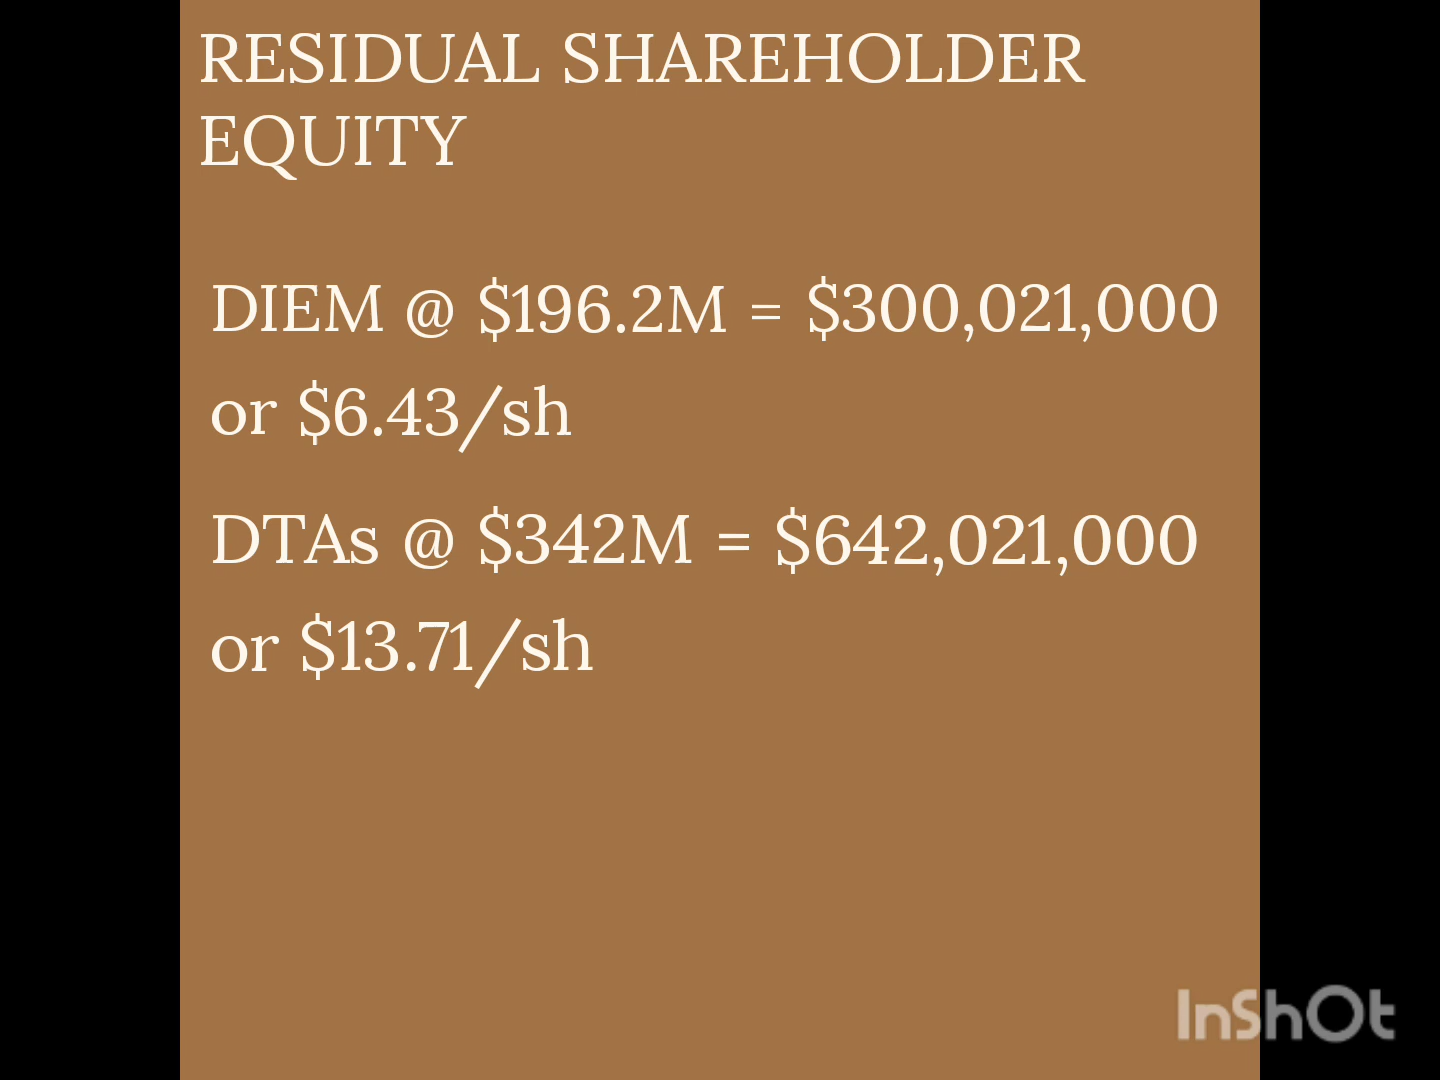 RESIDUAL SHAREHOLDER
EQUITY
DIEM @ $196.2M = $300,021,000
or $6.43/sh
DTAs @ $342M = $642,021,000
or $13.71/sh
InShOt